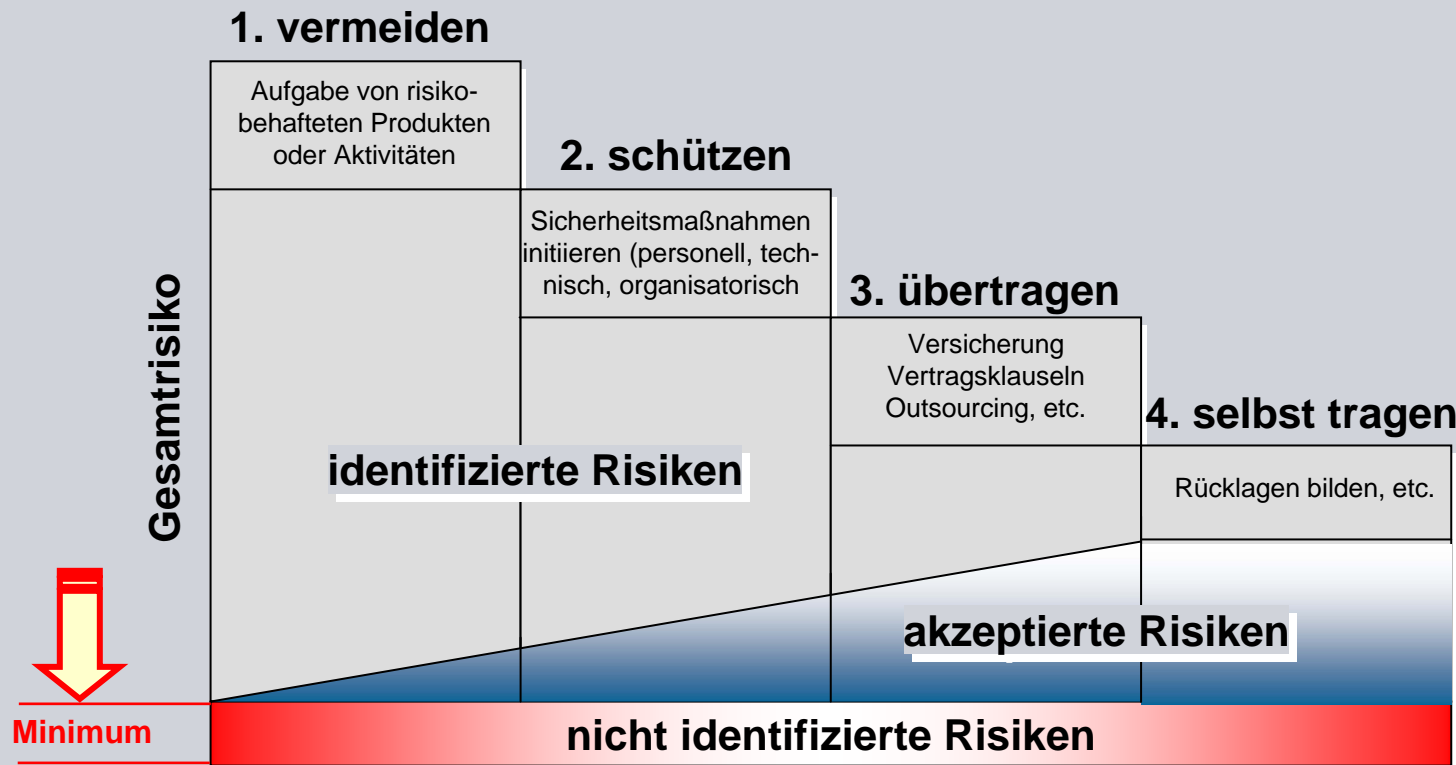 1. vermeiden
Aufgabe von risiko-
behafteten Produkten
oder Aktivitäten
2. schützen
Sicherheitsmaßnahmen
initiieren (personell, tech-
nisch, organisatorisch
3. übertragen
Versicherung
Vertragsklauseln
Outsourcing, etc.
4. selbst tragen
Rücklagen bilden, etc.
Gesamtrisiko
identifizierte Risiken
akzeptierte Risiken
Minimum
nicht identifizierte Risiken